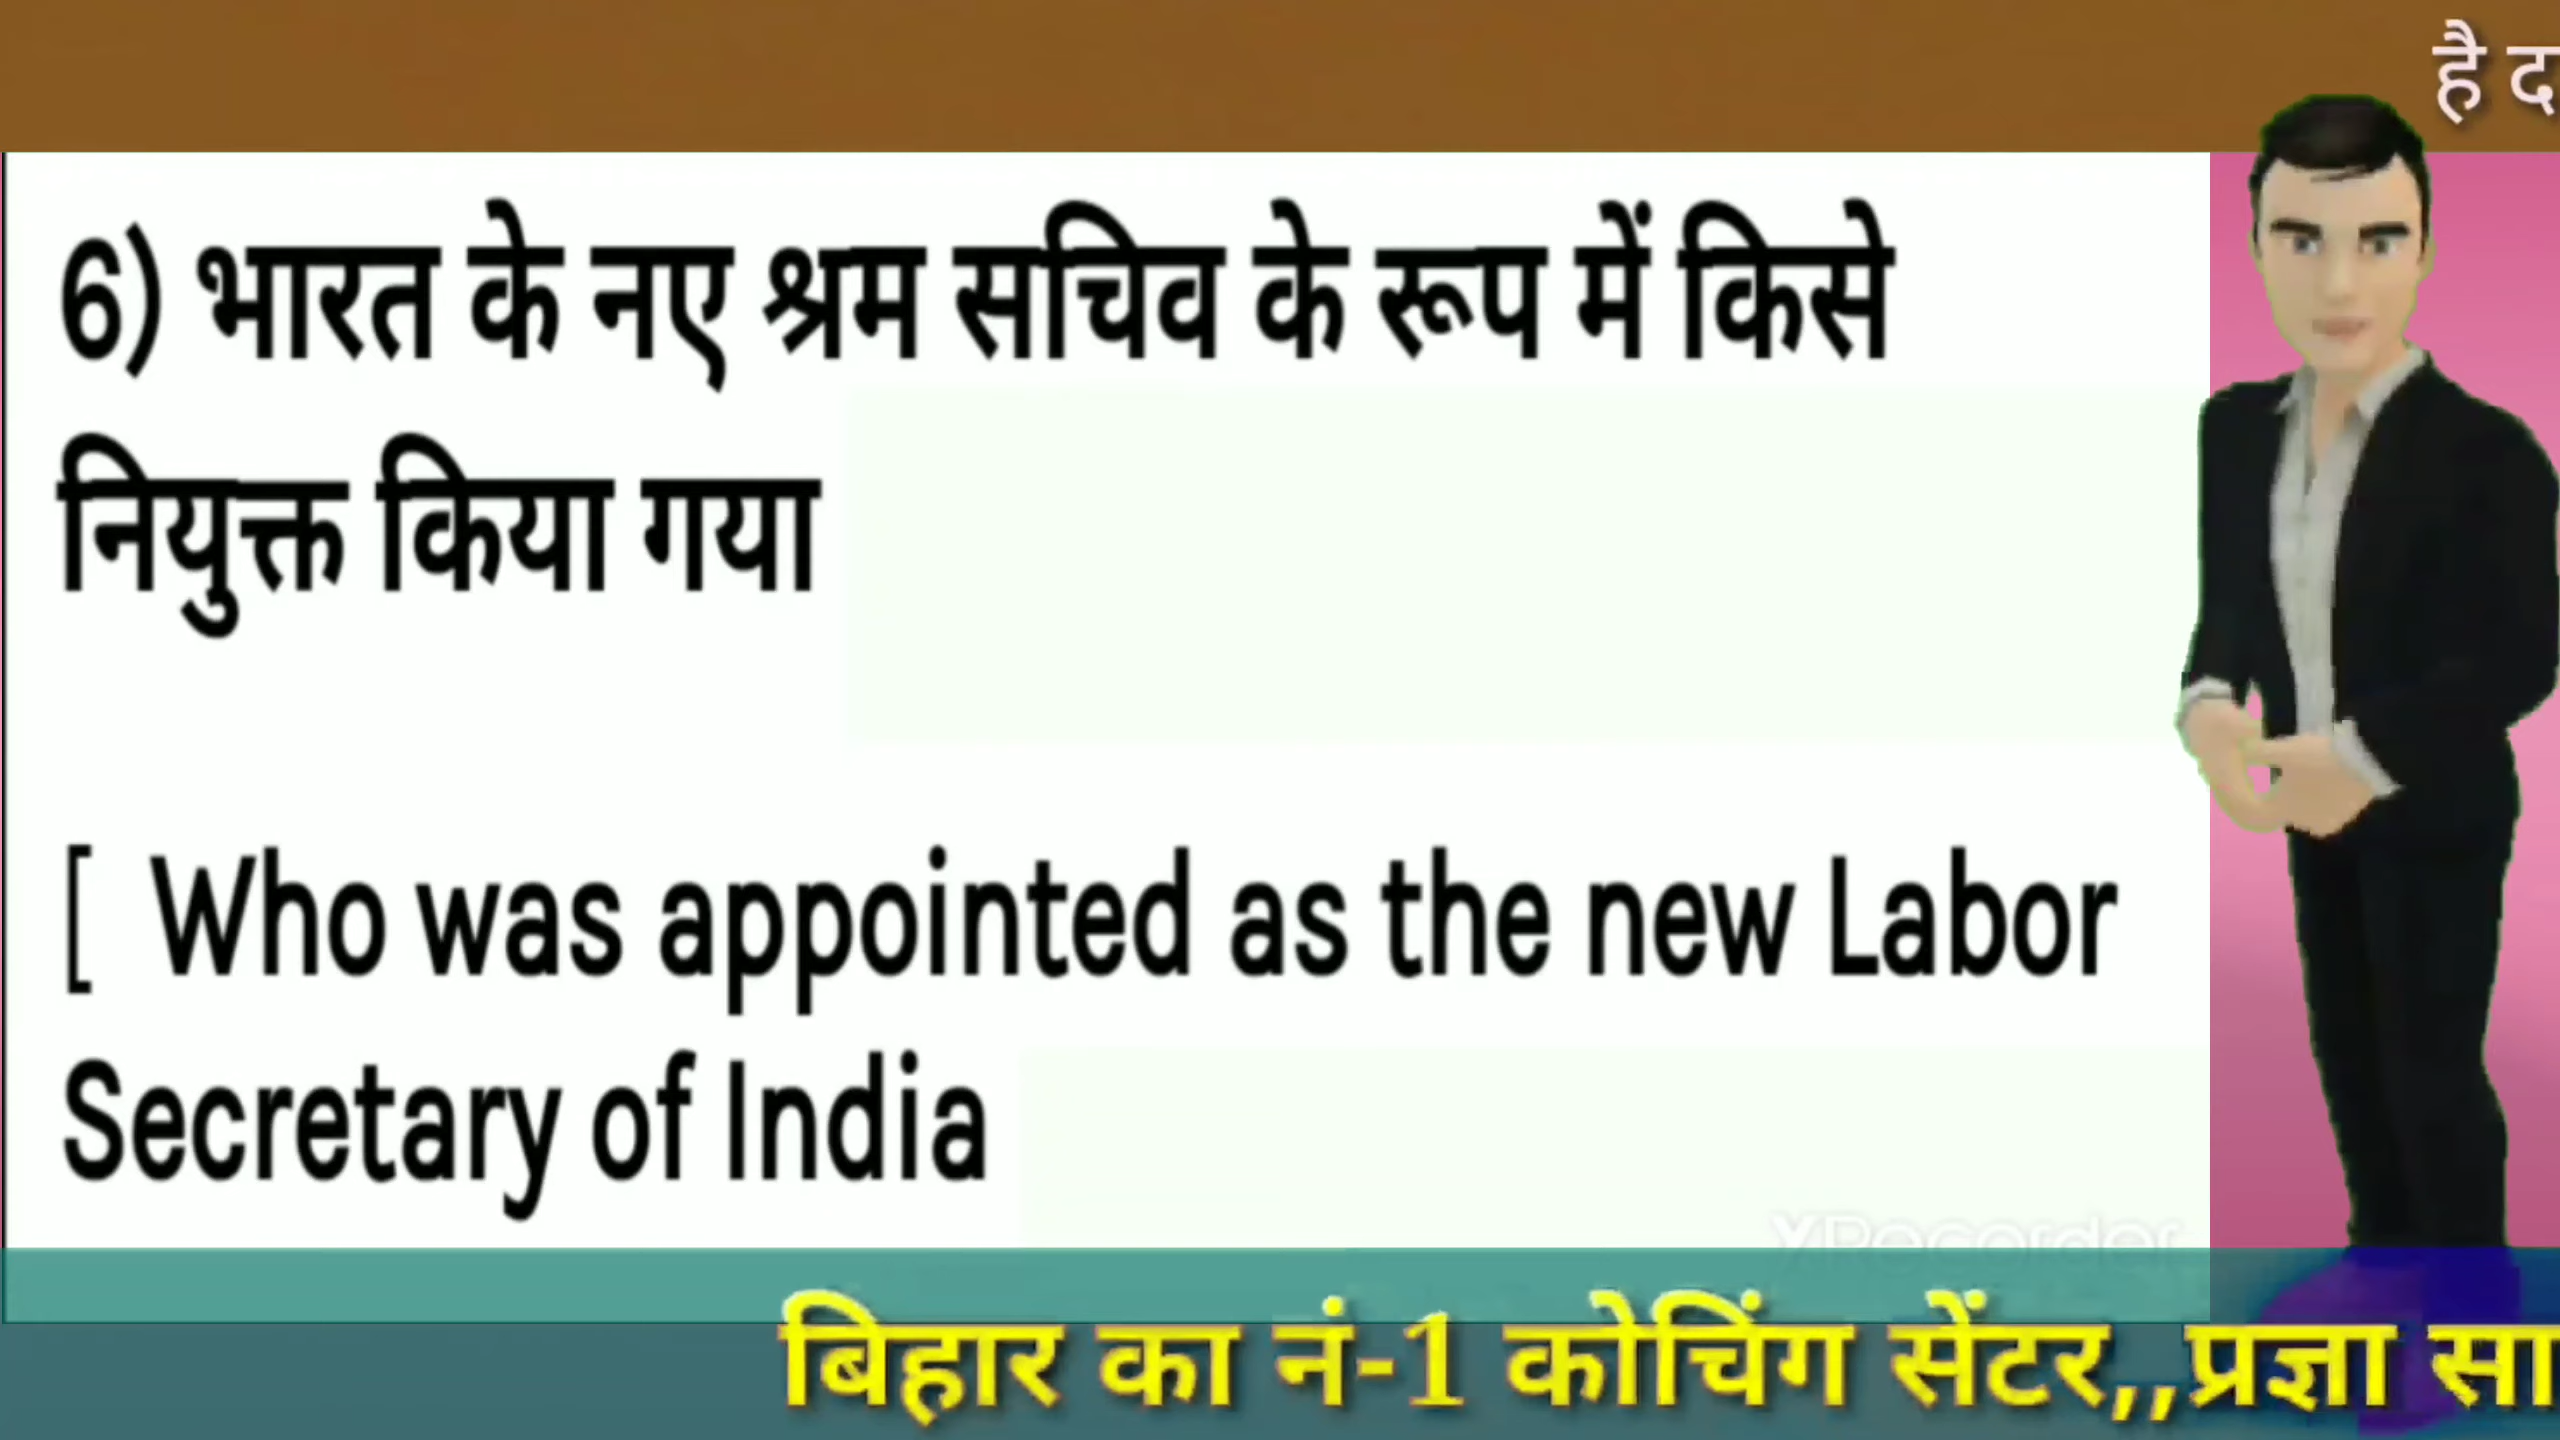 है द
6) भारत के नए श्रम सचिव के रूप में किसे
नियुक्त किया गया
[ Who was appointed as the new Labor
Secretary of India
XRecorder
बिहार का नं-1 कोचिंग सेंटर,,प्रज्ञा सा